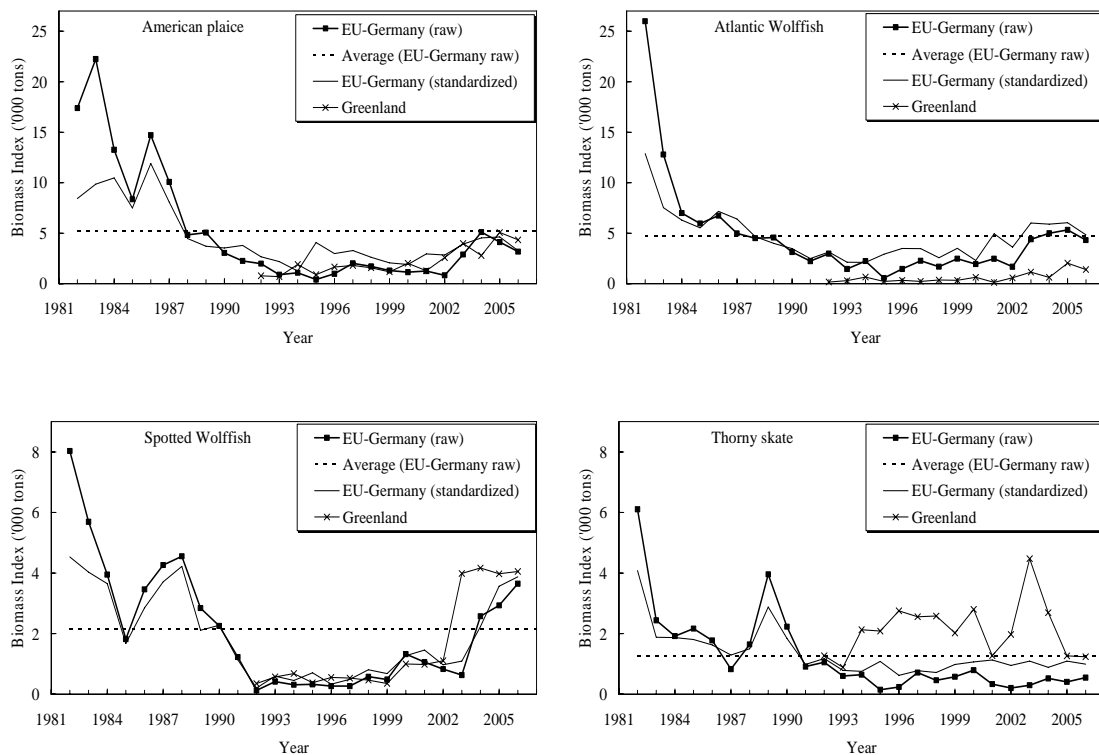 American plaice
EU-Germany (raw)
Average (EU-Germany raw)
EU-Germany (standardized)
Greenland
Biomass Index ('000 tons)
25
20
15
10
5
0
1981 1984 1987 1990 1993 1996 1999 2002 2005
Year
Atlantic Wolffish
EU-Germany (raw)
Average (EU-Germany raw)
EU-Germany (standardized)
Greenland
Biomass Index ('000 tons)
25
20
15
10
5
0
1981 1984 1987 1990 1993 1996 1999 2002 2005
Year
Spotted Wolffish
EU-Germany (raw)
Average (EU-Germany raw)
EU-Germany (standardized)
Greenland
Biomass Index ('000 tons)
8
6
4
2
0
1981 1984 1987 1990 1993 1996 1999 2002 2005
Year
Thorny skate
EU-Germany (raw)
Average (EU-Germany raw)
EU-Germany (standardized)
Greenland
Biomass Index ('000 tons)
8
6
4
2
0
1981 1984 1987 1990 1993 1996 1999 2002 2005
Year